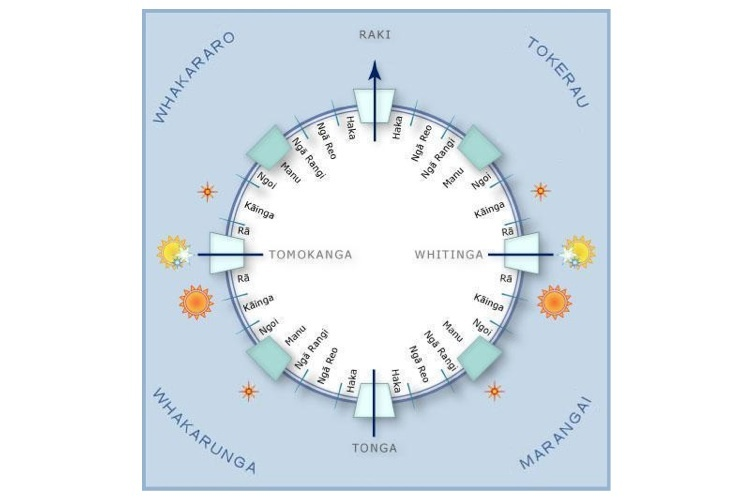 RAKI
WHAKARARO
TOKERAU
Haka
Haka
Ngā Reo
Ngā Reo
Ngā Rangi
Ngā Rangi
Manu
Manu
Ngoi
Ngoi
Kāinga
Kāinga
Rā
Rā
TOMOKANGA
WHITINGA
Rā
Rā
Kāinga
Kāinga
Ngoi
Ngoi
Manu
Manu
Ngā Rangi
Ngā Rangi
Ngā Reo
Ngā Reo
Haka
Haka
WHAKARUNGA
MARANGAI
TONGA